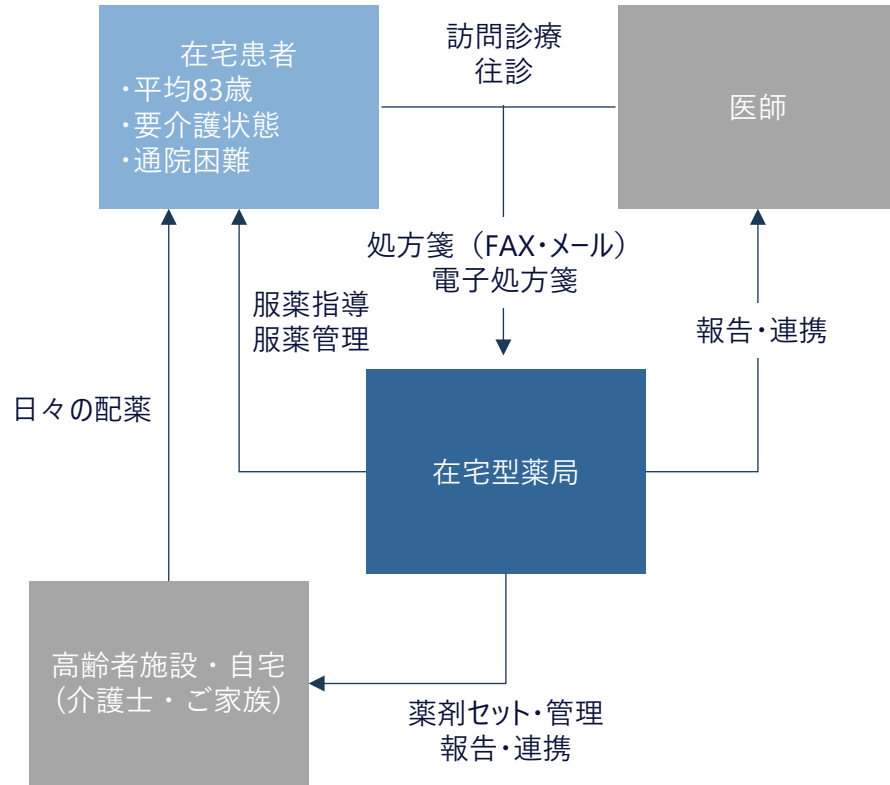 在宅患者
・平均83歳
・要介護状態
・通院困難
訪問診療
往診
医師
処方箋（FAX・メール）
電子処方箋
服薬指導
服薬管理
報告・連携
日々の配薬
在宅型薬局
高齢者施設・自宅
(介護士・ご家族)
薬剤セット・管理
報告・連携